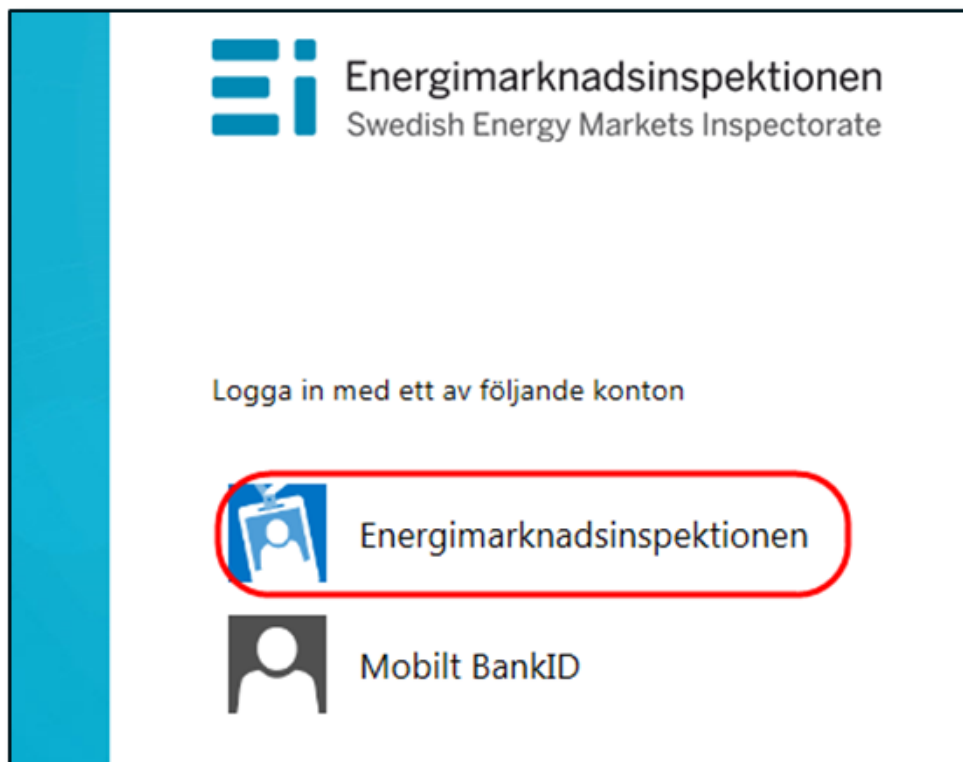 Energimarknadsinspektionen
Swedish Energy Markets Inspectorate
Logga in med ett av följande konton
Energimarknadsinspektionen
Mobilt BankID